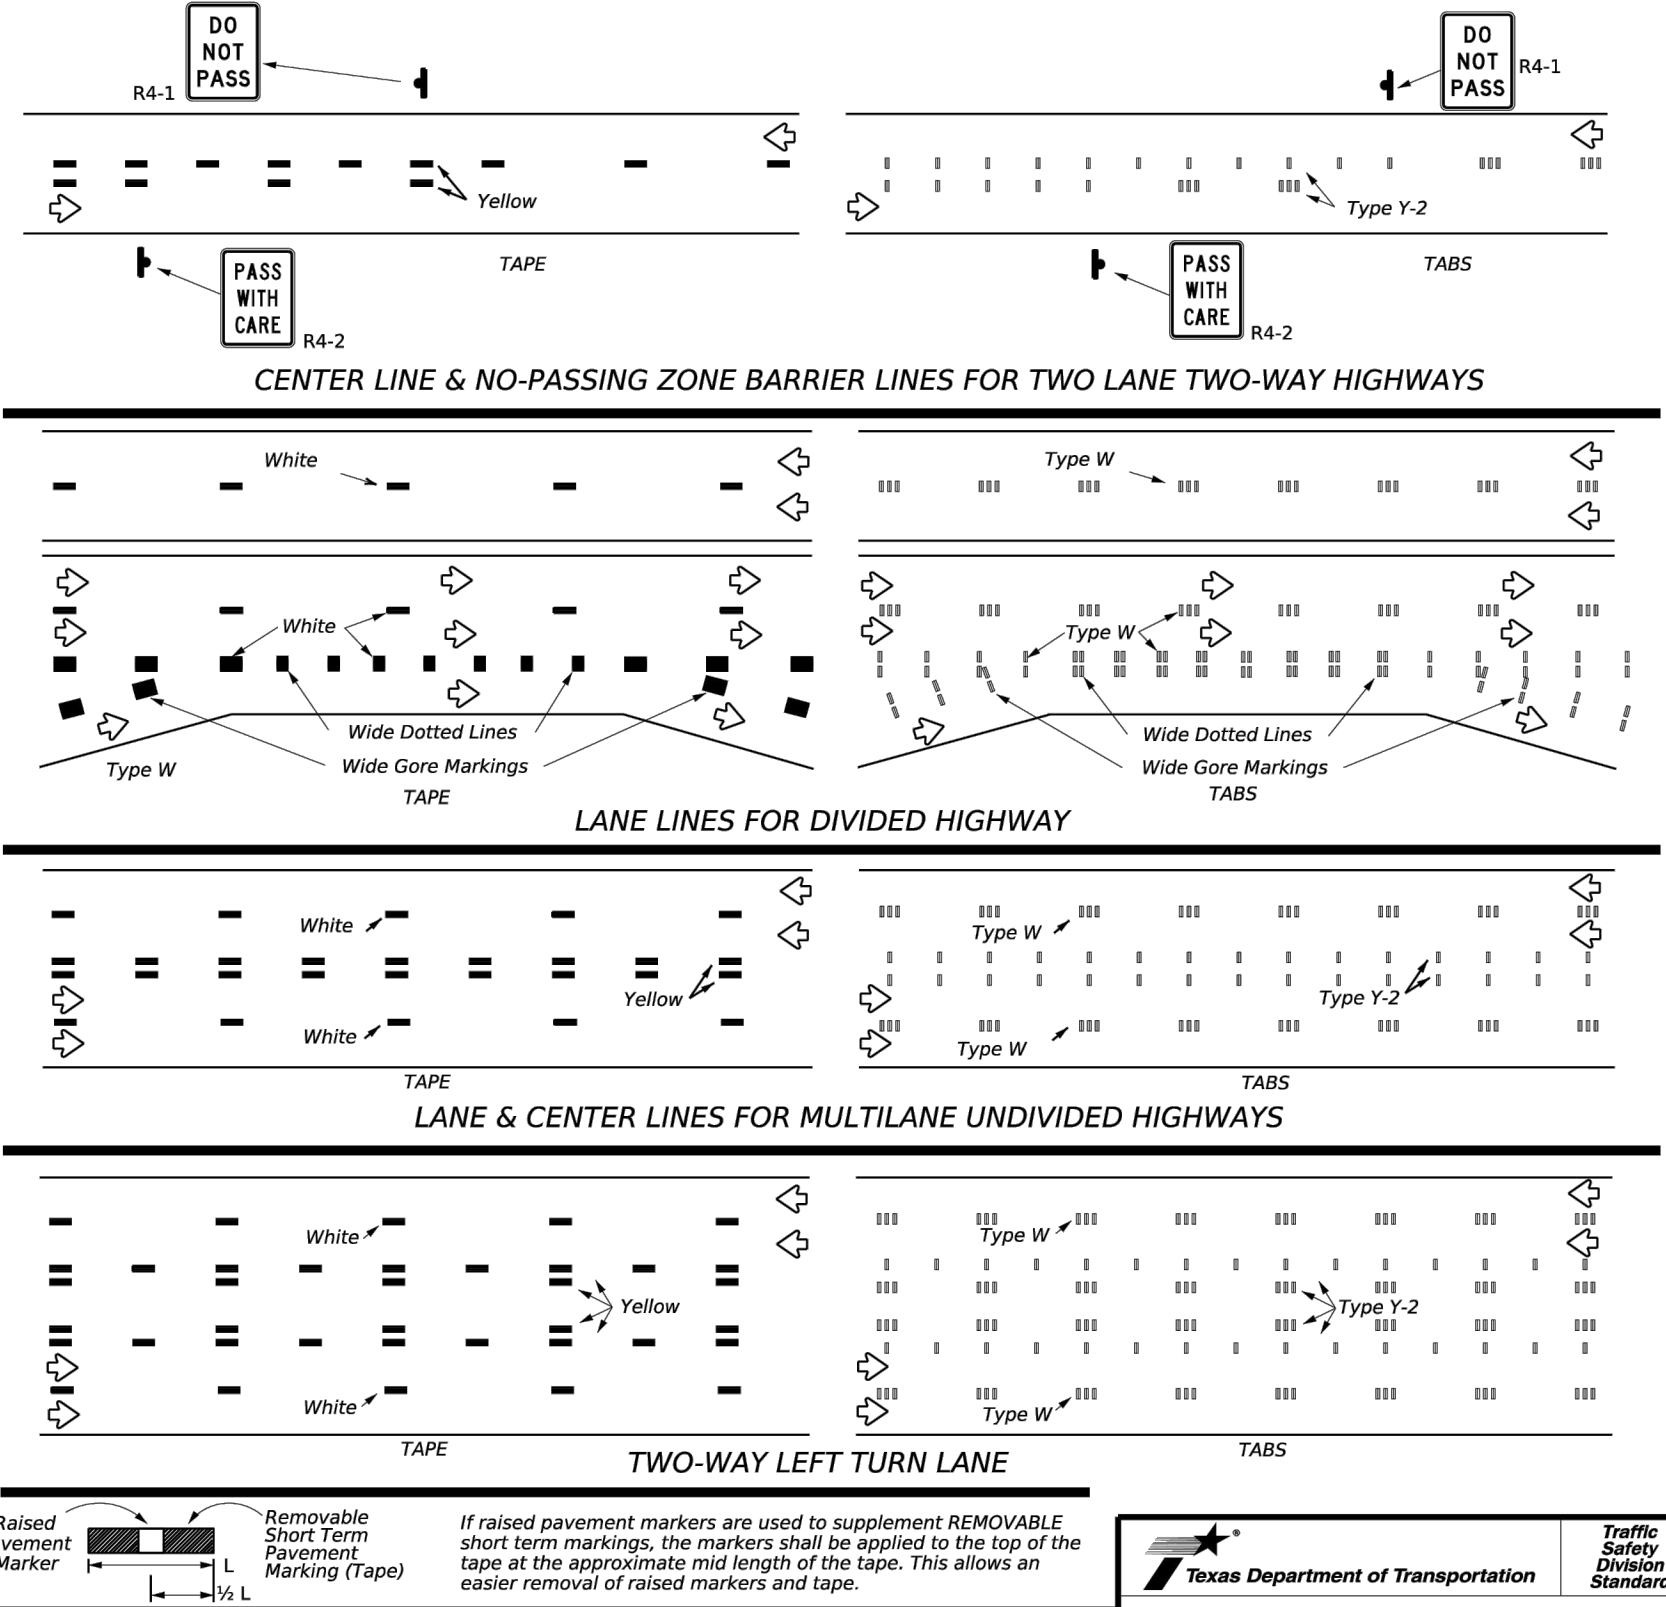 DO
NOT
PASS
R4-1
DO
NOT
PASS
R4-1
Yellow
Type Y-2
PASS
WITH
CARE
R4-2
TAPE
PASS
WITH
CARE
R4-2
TABS
CENTER LINE & NO-PASSING ZONE BARRIER LINES FOR TWO LANE TWO-WAY HIGHWAYS
White
Type W
White
Type W
Wide Dotted Lines
Wide Gore Markings
Type W
TAPE
Wide Dotted Lines
Wide Gore Markings
TABS
LANE LINES FOR DIVIDED HIGHWAY
White
Type W
Yellow
Type Y-2
White
Type W
TAPE
TABS
LANE & CENTER LINES FOR MULTILANE UNDIVIDED HIGHWAYS
White
Type W
Yellow
Type Y-2
White
Type W
TAPE
TABS
TWO-WAY LEFT TURN LANE
Raised
vement
Marker
Removable
Short Term
Pavement
Marking (Tape)
L
½ L
If raised pavement markers are used to supplement REMOVABLE
short term markings, the markers shall be applied to the top of the
tape at the approximate mid length of the tape. This allows an
easier removal of raised markers and tape.
®
Texas Department of Transportation
Traffic
Safety
Division
Standard